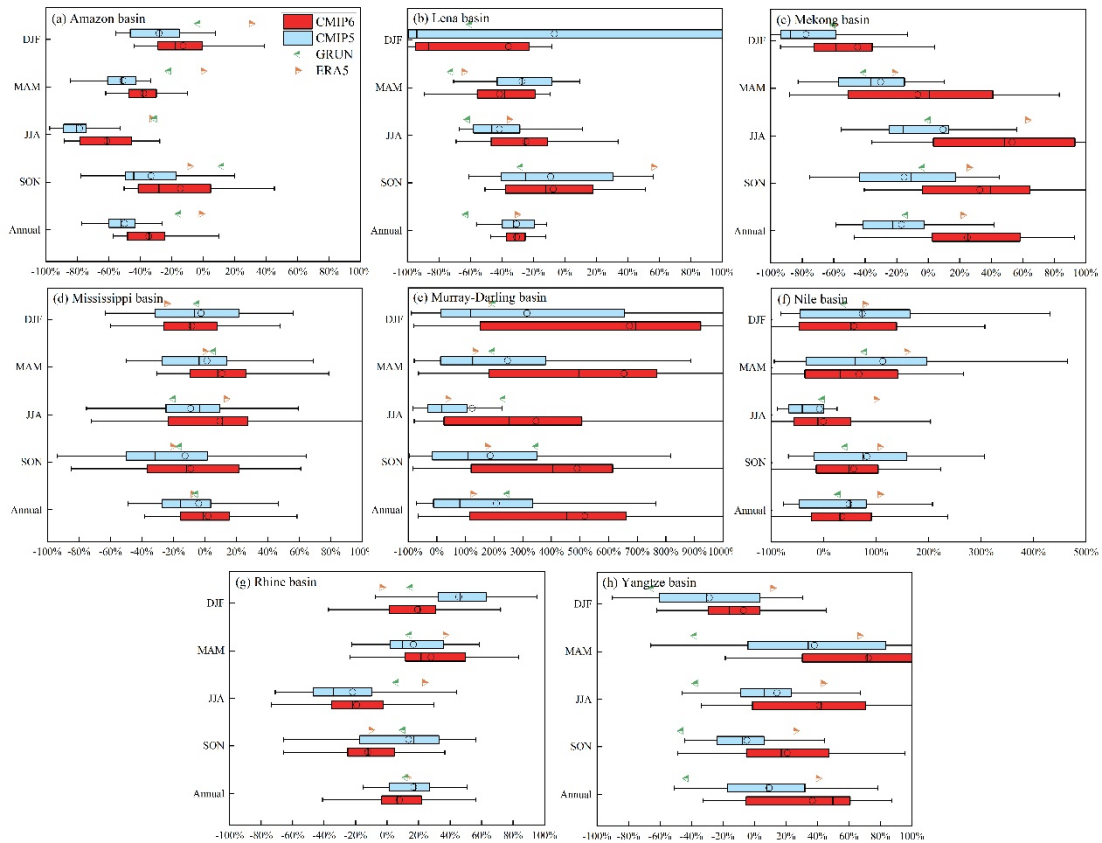 (a) Amazon basin
CMIP6
CMIP5
GRUN
ERA5
DJF
MAM
JJA
SON
Annual
-100% -80% -60% -40% -20% 0% 20% 40% 60% 80% 100%
(b) Lena basin
DJF
MAM
JJA
SON
Annual
-100% -80% -60% -40% -20% 0% 20% 40% 60% 80% 100%
(c) Mekong basin
DJF
MAM
JJA
SON
Annual
-100% -80% -60% -40% -20% 0% 20% 40% 60% 80% 100%
(d) Mississippi basin
DJF
MAM
JJA
SON
Annual
-100% -80% -60% -40% -20% 0% 20% 40% 60% 80% 100%
(e) Murray-Darling basin
DJF
MAM
JJA
SON
Annual
-100% 0% 100% 200% 300% 400% 500% 600% 700% 800% 900% 1000%
(f) Nile basin
DJF
MAM
JJA
SON
Annual
-100% 0% 100% 200% 300% 400% 500%
(g) Rhine basin
DJF
MAM
JJA
SON
Annual
-100% -80% -60% -40% -20% 0% 20% 40% 60% 80% 100%
(h) Yangtze basin
DJF
MAM
JJA
SON
Annual
-100% -80% -60% -40% -20% 0% 20% 40% 60% 80% 100%